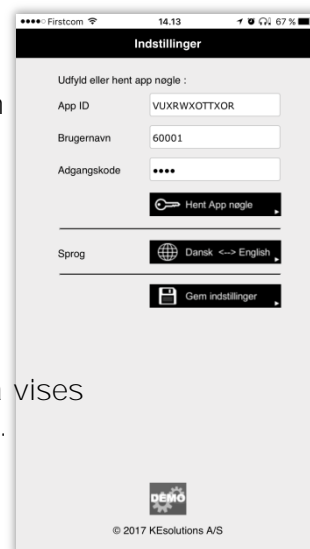 Firstcom 14.13 67 %
Indstillinger
Udfyld eller hent app nøgle :
App ID VUXRWXOTTXOR
Brugernavn 60001
Adgangskode ••••
Hent App nøgle
Sprog Dansk <--> English
Gem indstillinger
vises
.
DEMO
© 2017 KEsolutions A/S